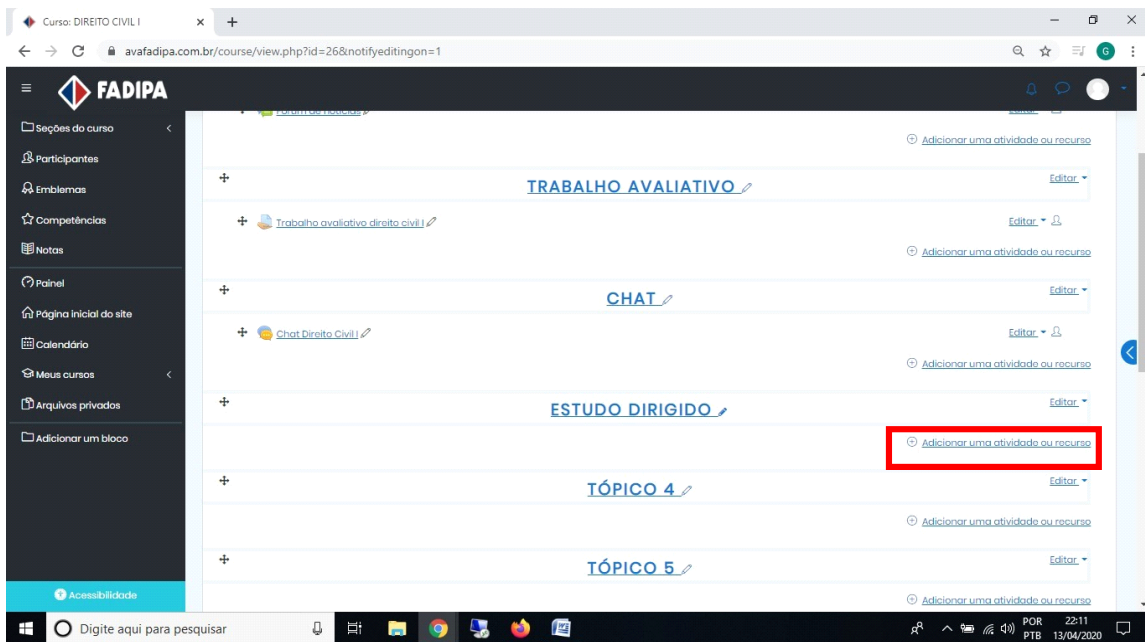 Curso: DIREITO CIVIL I
avafadipa.com.br/course/view.php?id=26&notifyeditingon=1
G
FADIPA
Seções do curso
Participantes
Emblemas
Competências
Notas
Painel
Página inicial do site
Calendário
Meus cursos
Arquivos privados
Adicionar um bloco
Acessibilidade
Fórum de notícias
Editar
Adicionar uma atividade ou recurso
TRABALHO AVALIATIVO
Editar
Trabalho avaliativo direito civil I
Editar
Adicionar uma atividade ou recurso
CHAT
Editar
Chat Direito Civil I
Editar
Adicionar uma atividade ou recurso
ESTUDO DIRIGIDO
Editar
Adicionar uma atividade ou recurso
TÓPICO 4
Editar
Adicionar uma atividade ou recurso
TÓPICO 5
Editar
Adicionar uma atividade ou recurso
Digite aqui para pesquisar
POR
PTB
22:11
13/04/2020